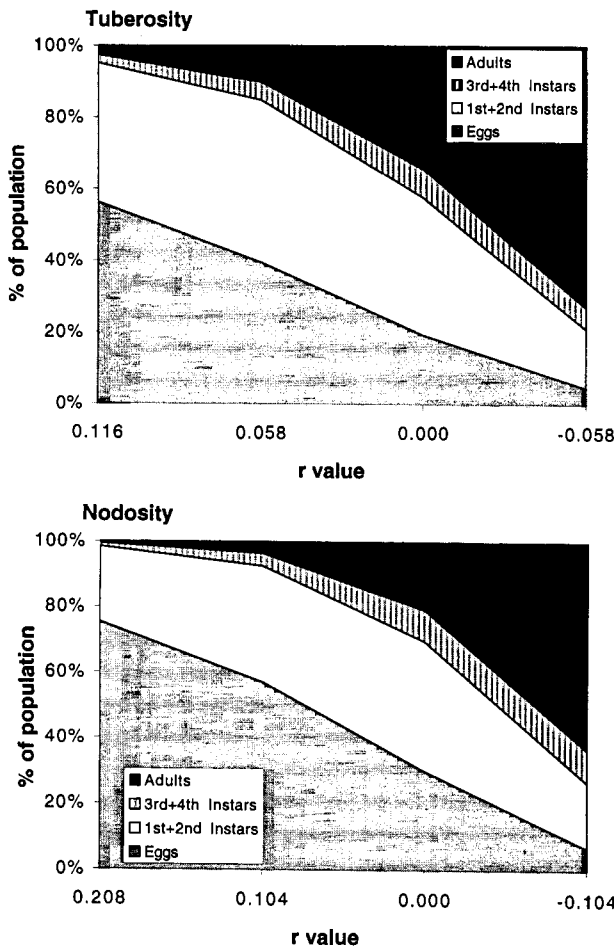 Tuberosity
100%
80%
60%
40%
20%
0%
% of population
Adults
3rd+4th Instars
1st+2nd Instars
Eggs
0.116 0.058 0.000 -0.058
r value
Nodosity
100%
80%
60%
40%
20%
0%
% of population
Adults
3rd+4th Instars
1st+2nd Instars
Eggs
0.208 0.104 0.000 -0.104
r value